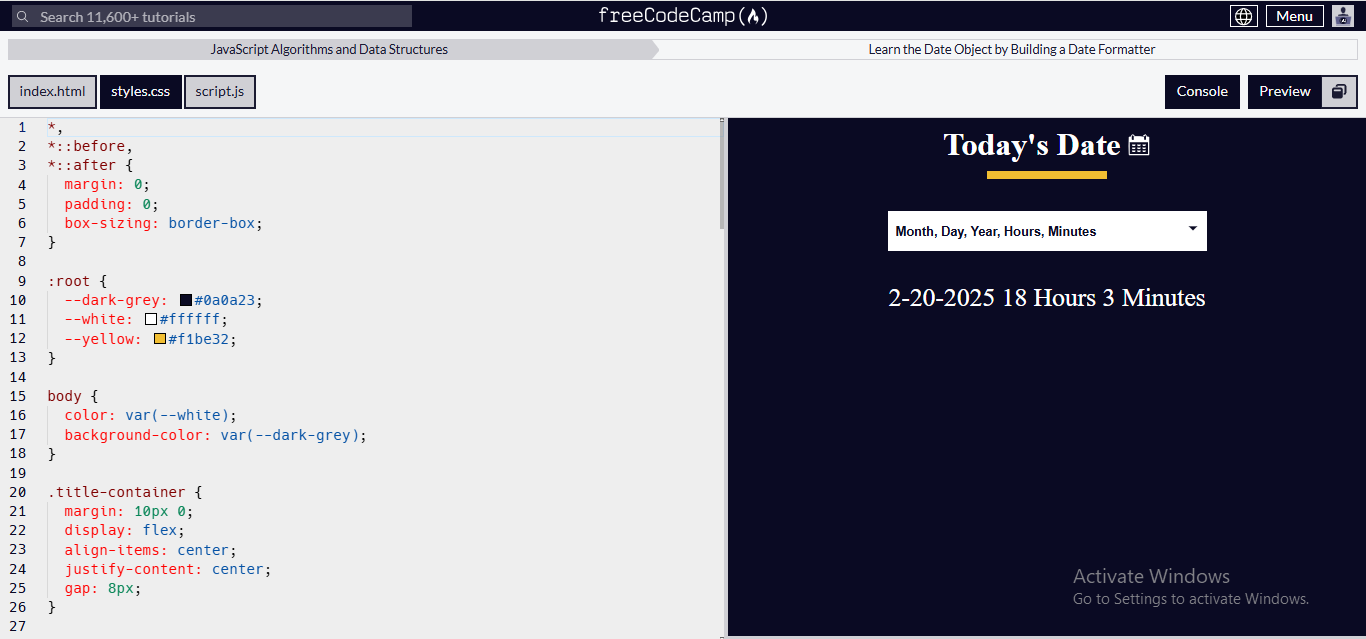 Search 11,600+ tutorials
freeCodeCamp
Menu
JavaScript Algorithms and Data Structures
Learn the Date Object by Building a Date Formatter
index.html
styles.css
script.js
Console
Preview
1 *,
2 *::before,
3 *::after {
4 margin: 0;
5 padding: 0;
6 box-sizing: border-box;
7 }
8
9 :root {
10 --dark-grey: #0a0a23;
11 --white: #ffffff;
12 --yellow: #f1be32;
13 }
14
15 body {
16 color: var(--white);
17 background-color: var(--dark-grey);
18 }
19
20 .title-container {
21 margin: 10px 0;
22 display: flex;
23 align-items: center;
24 justify-content: center;
25 gap: 8px;
26 }
27
Today's Date
Month, Day, Year, Hours, Minutes
2-20-2025 18 Hours 3 Minutes
Activate Windows
Go to Settings to activate Windows.